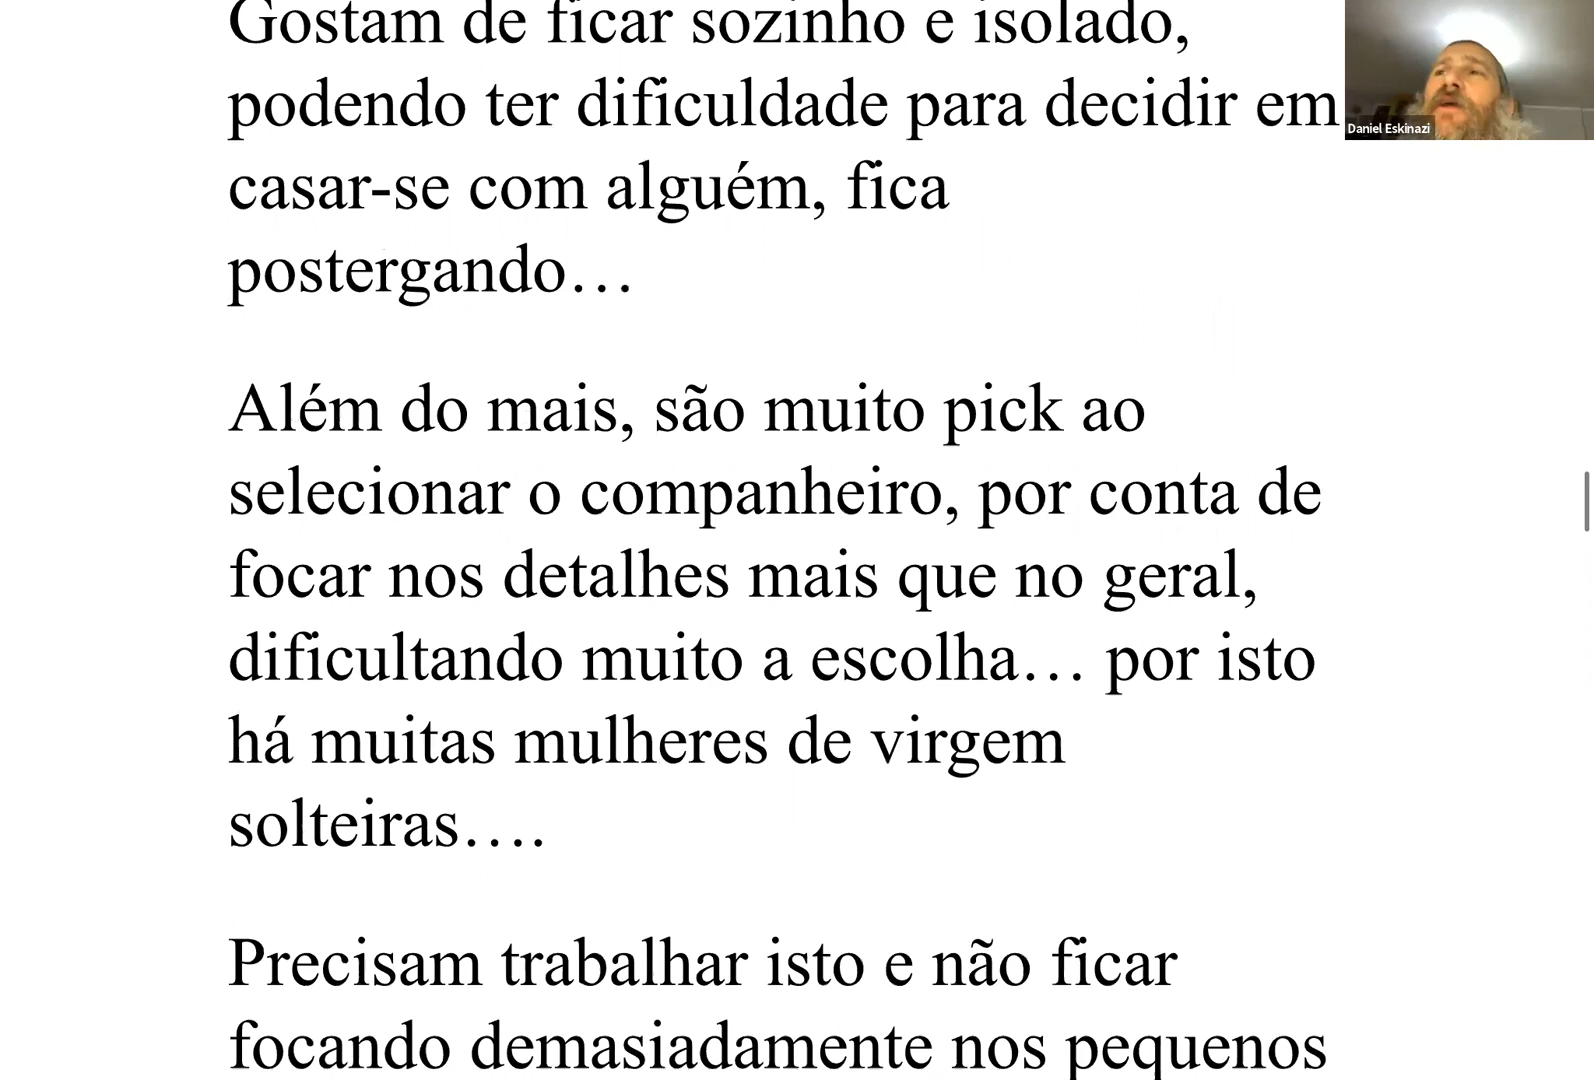 Gostam de ficar sozinho e isolado,
podendo ter dificuldade para decidir em
casar-se com alguém, fica
postergando…
Além do mais, são muito pick ao
selecionar o companheiro, por conta de
focar nos detalhes mais que no geral,
dificultando muito a escolha… por isto
há muitas mulheres de virgem
solteiras….
Precisam trabalhar isto e não ficar
focando demasiadamente nos pequenos
Daniel Eskinazi